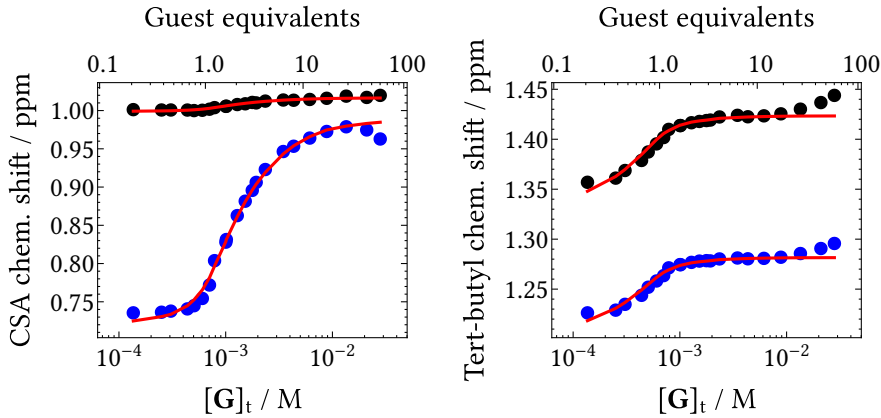 Guest equivalents
0.1 1.0 10 100
CSA chem. shift / ppm
1.00
0.95
0.90
0.85
0.80
0.75
10⁻⁴ 10⁻³ 10⁻²
[G]ₜ / M
Guest equivalents
0.1 1.0 10 100
Tert-butyl chem. shift / ppm
1.45
1.40
1.35
1.30
1.25
10⁻⁴ 10⁻³ 10⁻²
[G]ₜ / M